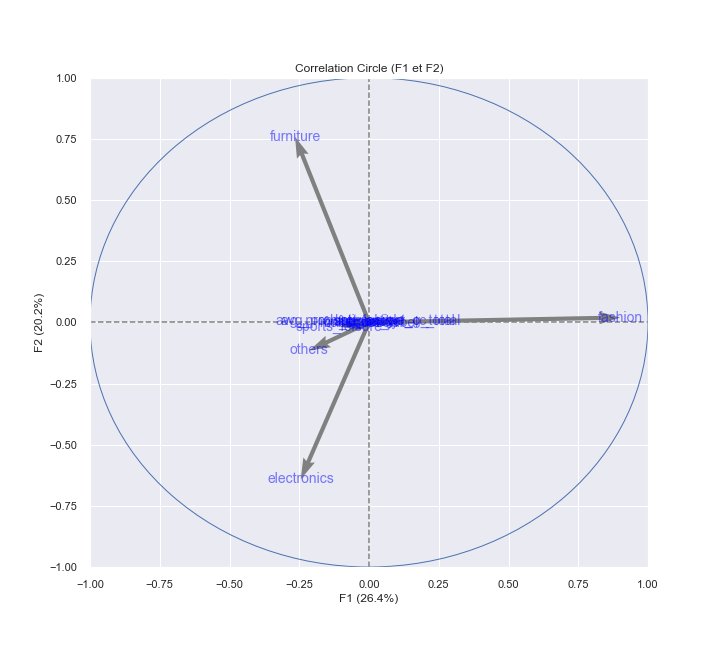 Correlation Circle (F1 et F2)
1.00
0.75
0.50
0.25
0.00
−0.25
−0.50
−0.75
−1.00
F2 (20.2%)
furniture
fashion
others
electronics
−1.00 −0.75 −0.50 −0.25 0.00 0.25 0.50 0.75 1.00
F1 (26.4%)